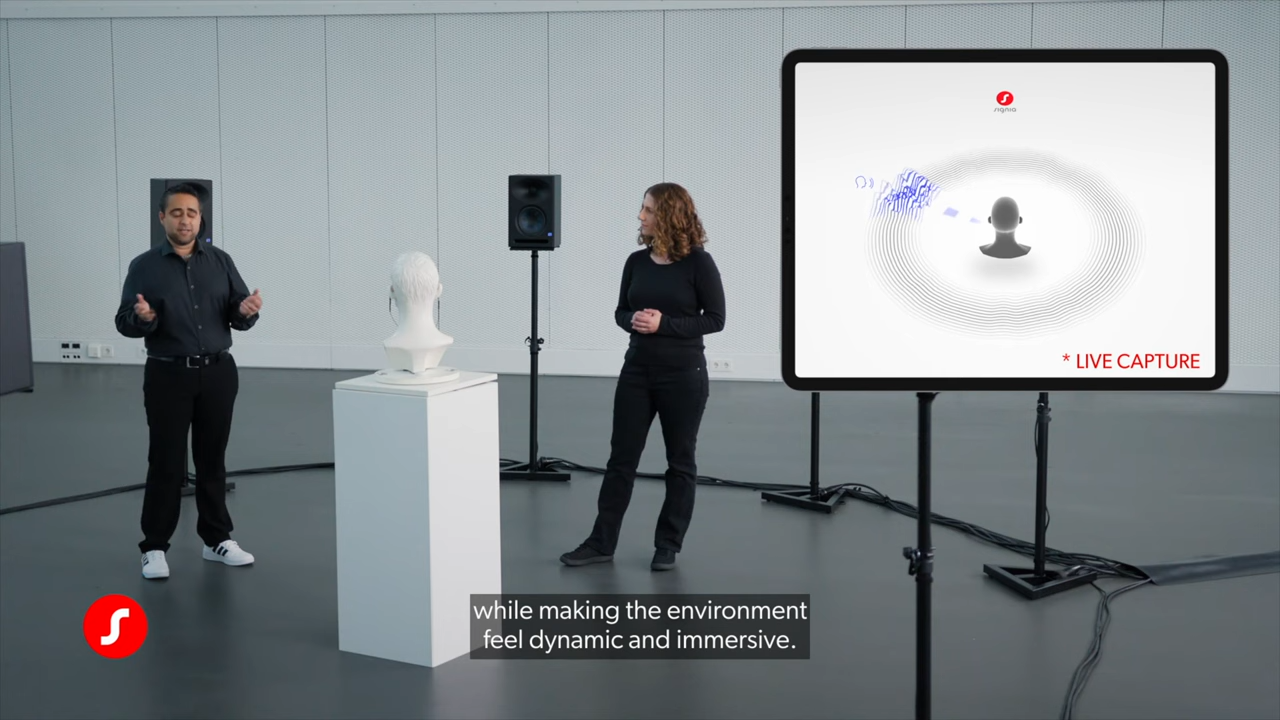 signia
* LIVE CAPTURE
while making the environment
feel dynamic and immersive.